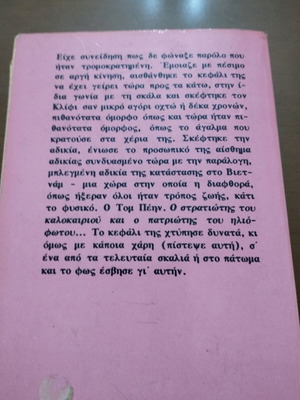 Είχε συνείδηση πως δε φώναξε παρόλο που
ήταν τρομοκρατημένη. Έμοιαζε με πέσιμο
σε αργή κίνηση, αισθάνθηκε το κεφάλι της
να έχει γείρει τώρα προς τα κάτω, στην ί-
δια γωνία με τη σκάλα και σκέφτηκε τον
Κλίφι σαν μικρό αγόρι οχτώ ή δέκα χρονών,
πιθανότατα όμορφο όπως και τώρα ήταν πι-
θανότατα όμορφος, όπως το άγαλμα που
κρατούσε στα χέρια της. Σκέφτηκε την
αδικία, ένιωσε το προσωπικό της αίσθημα
αδικίας συνδυασμένο τώρα με την παράλογη,
μπλεγμένη αδικία της κατάστασης στο Βιετ-
νάμ - μια χώρα στην οποία η διαφθορά,
όπως ήξεραν όλοι ήταν τρόπος ζωής, κάτι
το φυσικό. Ο Τομ Πέην. Ο στρατιώτης του
καλοκαιριού και ο πατριώτης του ηλιό-
φωτου... Το κεφάλι της χτύπησε δυνατά, κι
όμως με κάποια χάρη (πίστεψε αυτή), σ'
ένα από τα τελευταία σκαλιά ή στο πάτωμα
και το φως έσβησε γι' αυτήν.